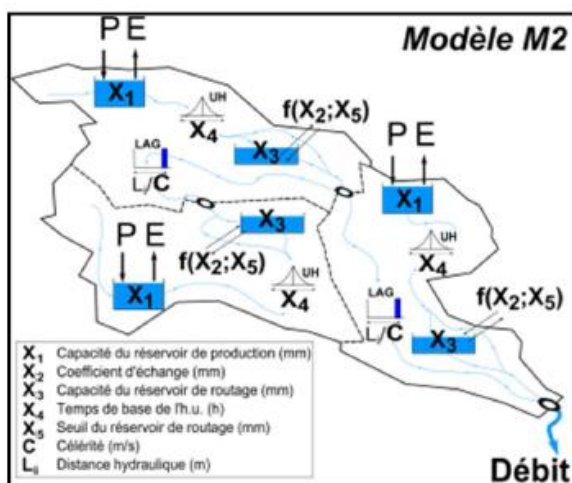 Modèle M2
P E
X₁
UH
X₄
f(X₂;X₅)
X₃
LAG
L/C
P E
X₁
UH
X₄
P E
X₁
X₃
f(X₂;X₅)
UH
X₄
LAG
L/C
f(X₂;X₅)
X₃
X₁ Capacité du réservoir de production (mm)
X₂ Coefficient d'échange (mm)
X₃ Capacité du réservoir de routage (mm)
X₄ Temps de base de l'h.u. (h)
X₅ Seuil du réservoir de routage (mm)
C Célérité (m/s)
Lᵢⱼ Distance hydraulique (m)
Débit